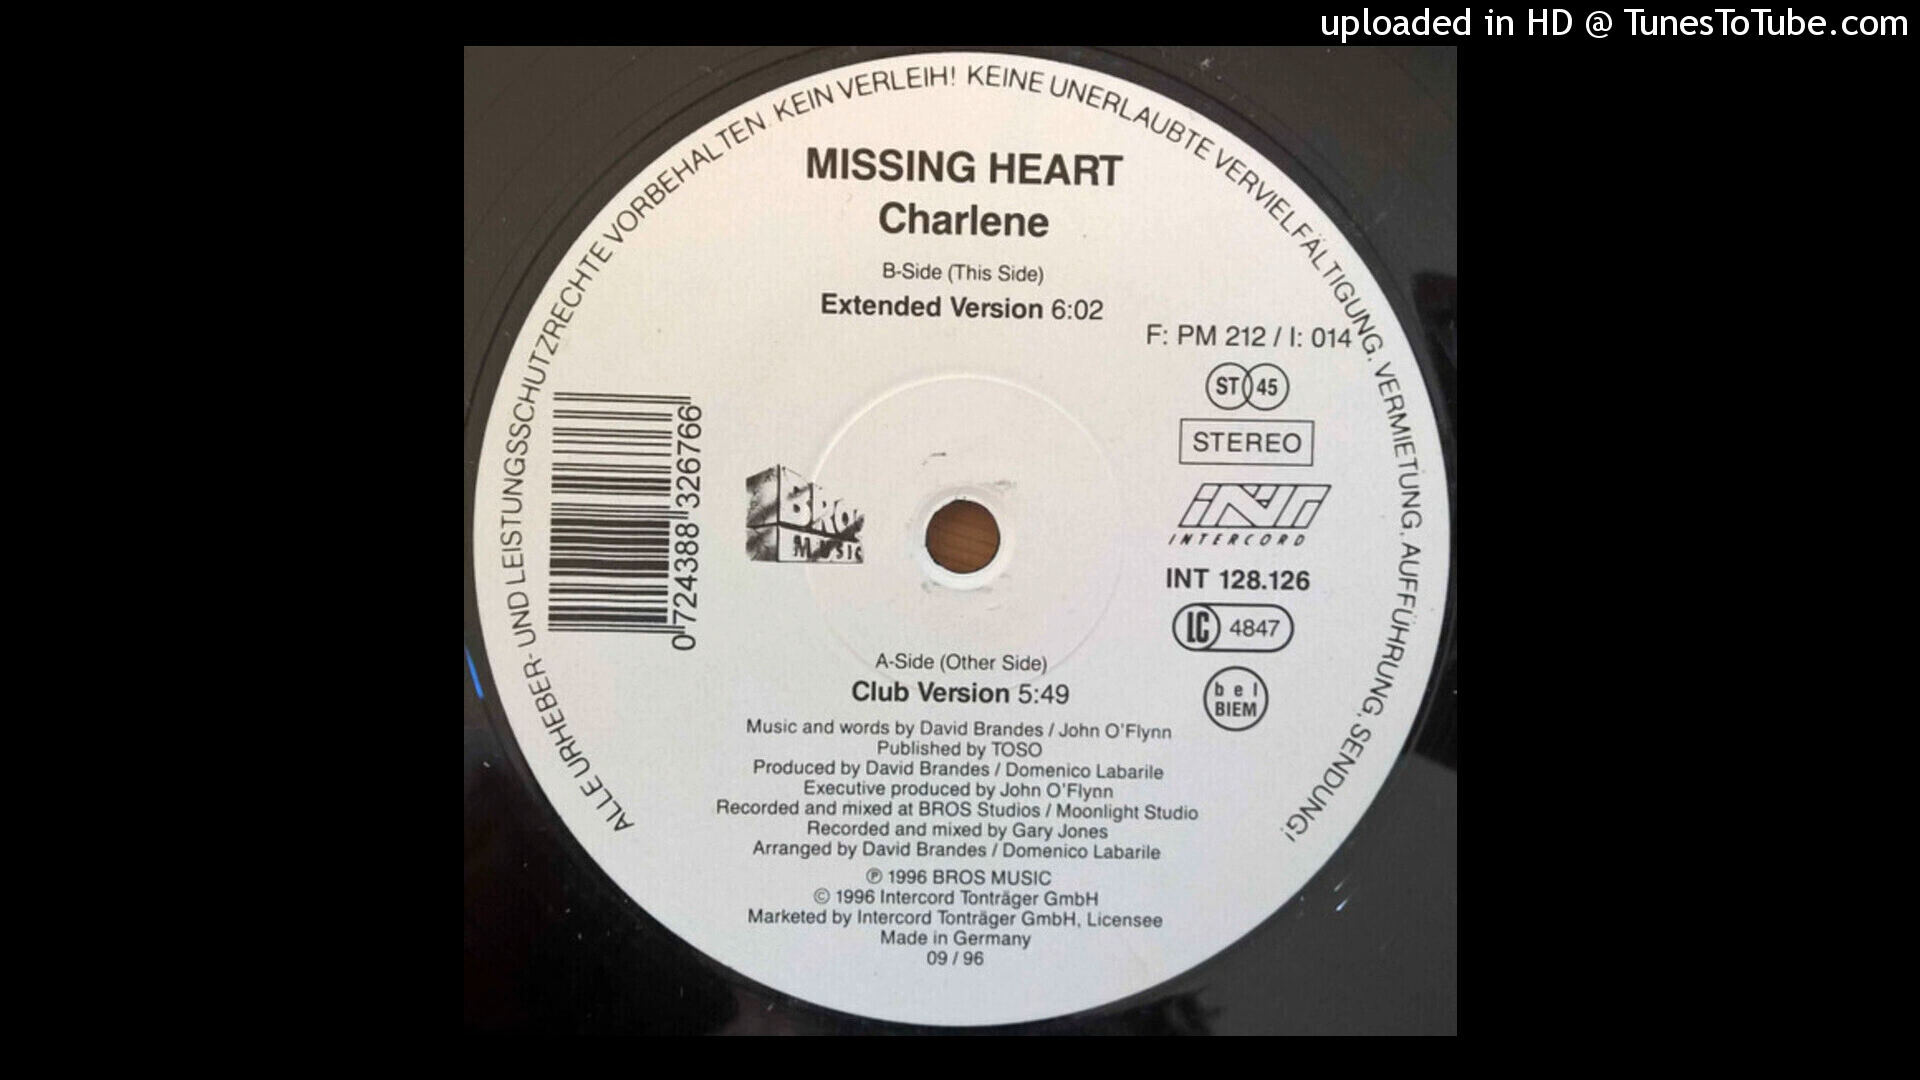 uploaded in HD @ TunesToTube.com
ALLE URHEBER- UND LEISTUNGSSCHUTZRECHTE VORBEHALTEN. KEIN VERLEIH! KEINE UNERLAUBTE VERVIELFÄLTIGUNG, VERMIETUNG, AUFFÜHRUNG, SENDUNG!
MISSING HEART
Charlene
B-Side (This Side)
Extended Version 6:02
F: PM 212 / I: 014
ST 45
STEREO
INT
INTERCORD
INT 128.126
LC 4847
bel
BIEM
0 724388 326766
BROS
MUSIC
A-Side (Other Side)
Club Version 5:49
Music and words by David Brandes / John O'Flynn
Published by TOSO
Produced by David Brandes / Domenico Labarile
Executive produced by John O'Flynn
Recorded and mixed at BROS Studios / Moonlight Studio
Recorded and mixed by Gary Jones
Arranged by David Brandes / Domenico Labarile
℗ 1996 BROS MUSIC
© 1996 Intercord Tonträger GmbH
Marketed by Intercord Tonträger GmbH, Licensee
Made in Germany
09 / 96